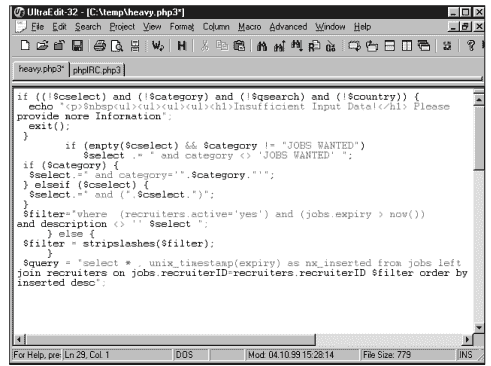 UltraEdit-32 - [C:\temp\heavy.php3*]
File Edit Search Project View Format Column Macro Advanced Window Help
heavy.php3* phpIRC.php3
if ((!$cselect) and (!$category) and (!$qsearch) and (!$country)) {
echo "<p>$nbsp<ul><ul><ul><ul><h1>Insufficient Input Data!</h1> Please
provide more Information";
exit();
}
if (empty($cselect) && $category != "JOBS WANTED")
$select .= " and category <> 'JOBS WANTED' ";
if ($category) {
$select.=" and category='".$category."'";
} elseif ($cselect) {
$select.=" and (".$cselect.")";
}
$filter="where (recruiters.active='yes') and (jobs.expiry > now())
and description <> '' $select ";
} else {
$filter = stripslashes($filter);
}
$query = "select * , unix_timestamp(expiry) as nx_inserted from jobs left
join recruiters on jobs.recruiterID=recruiters.recruiterID $filter order by
inserted desc";
For Help, pre Ln 29, Col. 1 DOS Mod: 04.10.99 15:28:14 File Size: 779 INS